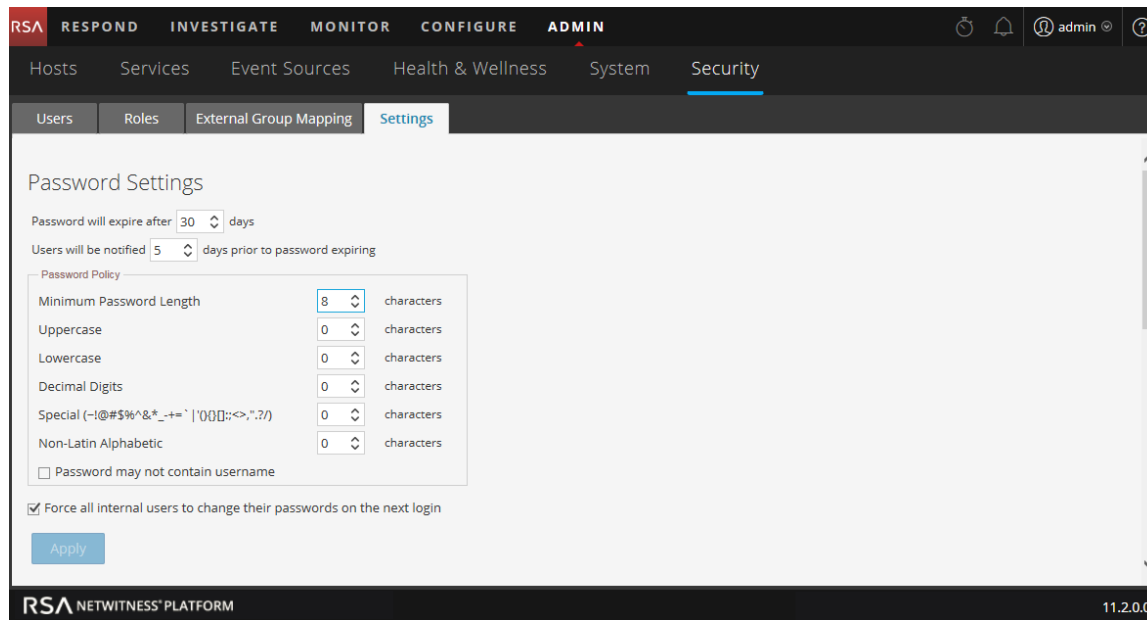 RSA RESPOND INVESTIGATE MONITOR CONFIGURE ADMIN admin
Hosts Services Event Sources Health & Wellness System Security
Users Roles External Group Mapping Settings
Password Settings
Password will expire after 30 days
Users will be notified 5 days prior to password expiring
Password Policy
Minimum Password Length 8 characters
Uppercase 0 characters
Lowercase 0 characters
Decimal Digits 0 characters
Special (~!@#$%^&*_-+=`|'(){}[]:;<>,".?/) 0 characters
Non-Latin Alphabetic 0 characters
Password may not contain username
Force all internal users to change their passwords on the next login
Apply
RSA NETWITNESS® PLATFORM 11.2.0.0